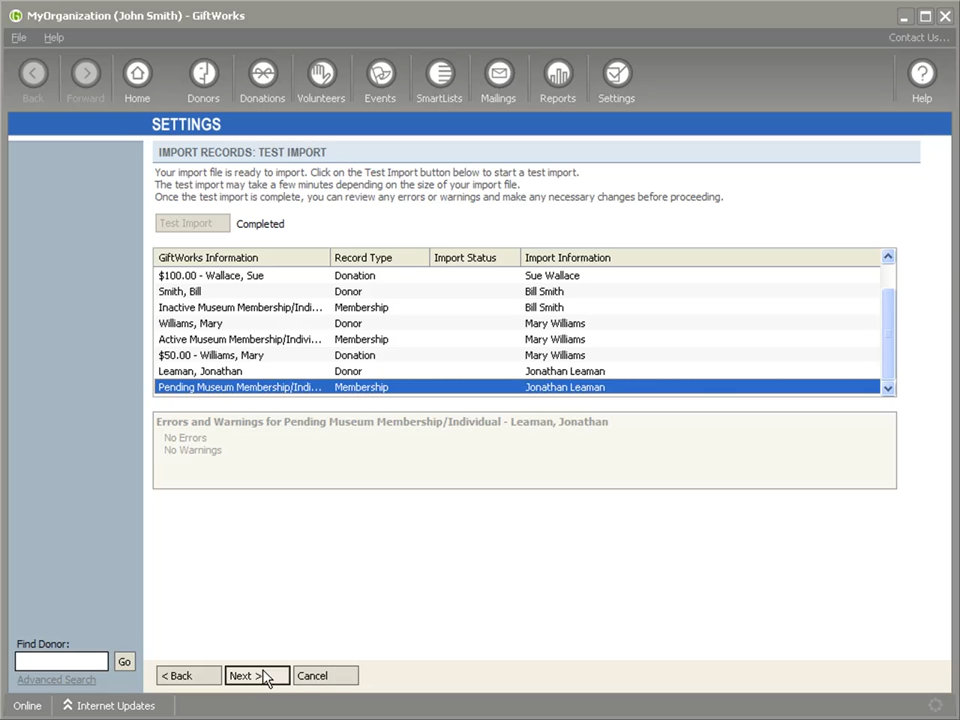 MyOrganization (John Smith) - GiftWorks
File Help Contact Us...
Back Forward Home Donors Donations Volunteers Events SmartLists Mailings Reports Settings Help
SETTINGS
IMPORT RECORDS: TEST IMPORT
Your import file is ready to import. Click on the Test Import button below to start a test import.
The test import may take a few minutes depending on the size of your import file.
Once the test import is complete, you can review any errors or warnings and make any necessary changes before proceeding.
Test Import Completed
GiftWorks Information Record Type Import Status Import Information
$100.00 - Wallace, Sue Donation Sue Wallace
Smith, Bill Donor Bill Smith
Inactive Museum Membership/Indi... Membership Bill Smith
Williams, Mary Donor Mary Williams
Active Museum Membership/Indivi... Membership Mary Williams
$50.00 - Williams, Mary Donation Mary Williams
Leaman, Jonathan Donor Jonathan Leaman
Pending Museum Membership/Indi... Membership Jonathan Leaman
Errors and Warnings for Pending Museum Membership/Individual - Leaman, Jonathan
No Errors
No Warnings
Find Donor:
Go
Advanced Search
< Back Next > Cancel
Online Internet Updates